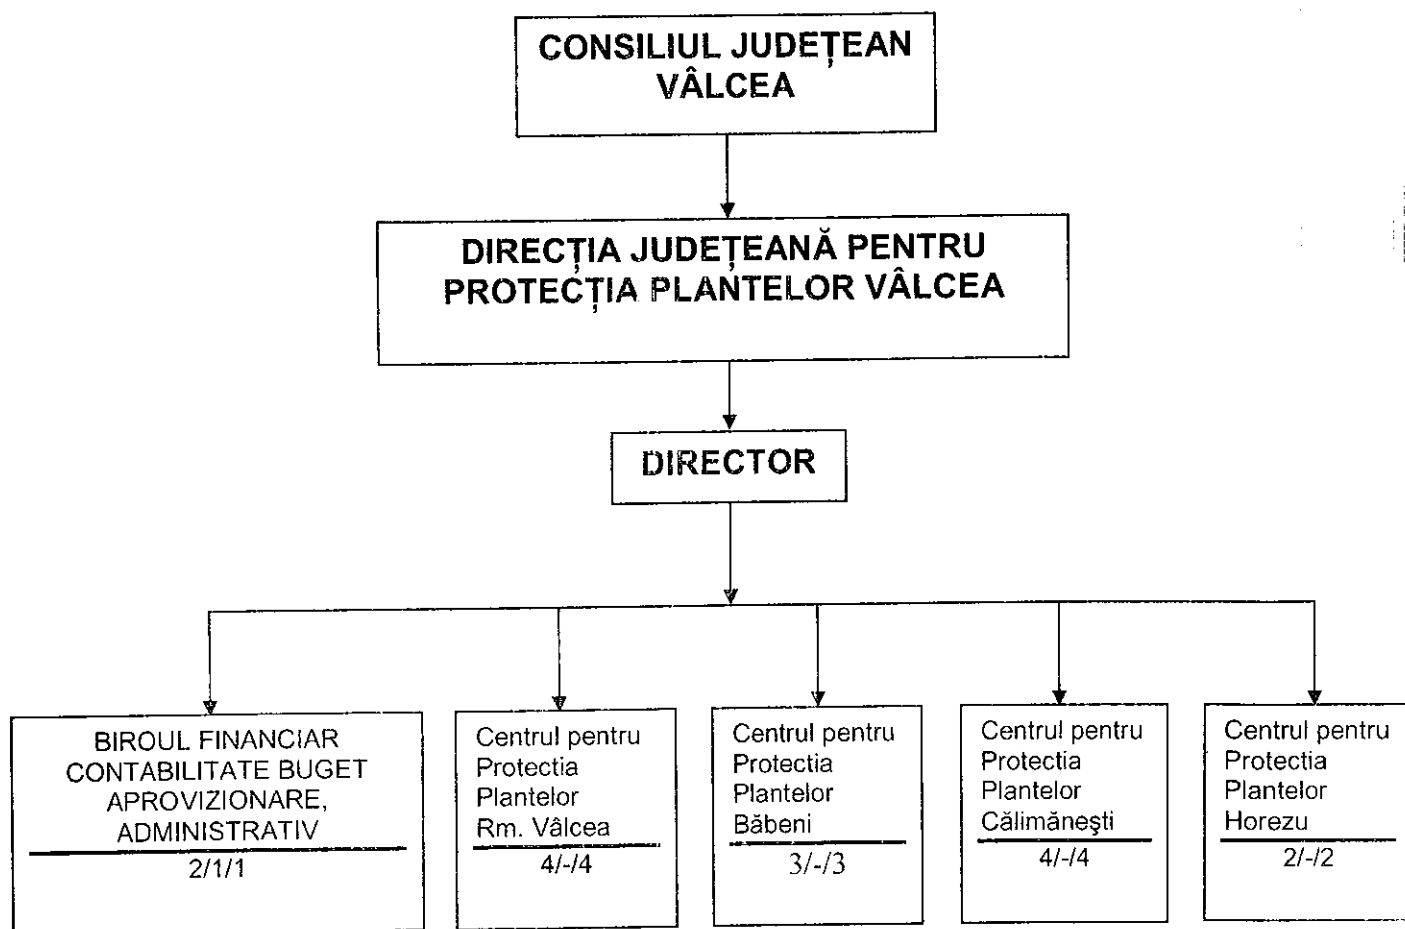 CONSILIUL JUDEȚEAN
VÂLCEA
DIRECȚIA JUDEȚEANĂ PENTRU
PROTECȚIA PLANTELOR VÂLCEA
DIRECTOR
BIROUL FINANCIAR
CONTABILITATE BUGET
APROVIZIONARE,
ADMINISTRATIV
2/1/1
Centrul pentru
Protectia
Plantelor
Rm. Vâlcea
4/-/4
Centrul pentru
Protectia
Plantelor
Băbeni
3/-/3
Centrul pentru
Protectia
Plantelor
Călimăneşti
4/-/4
Centrul pentru
Protectia
Plantelor
Horezu
2/-/2